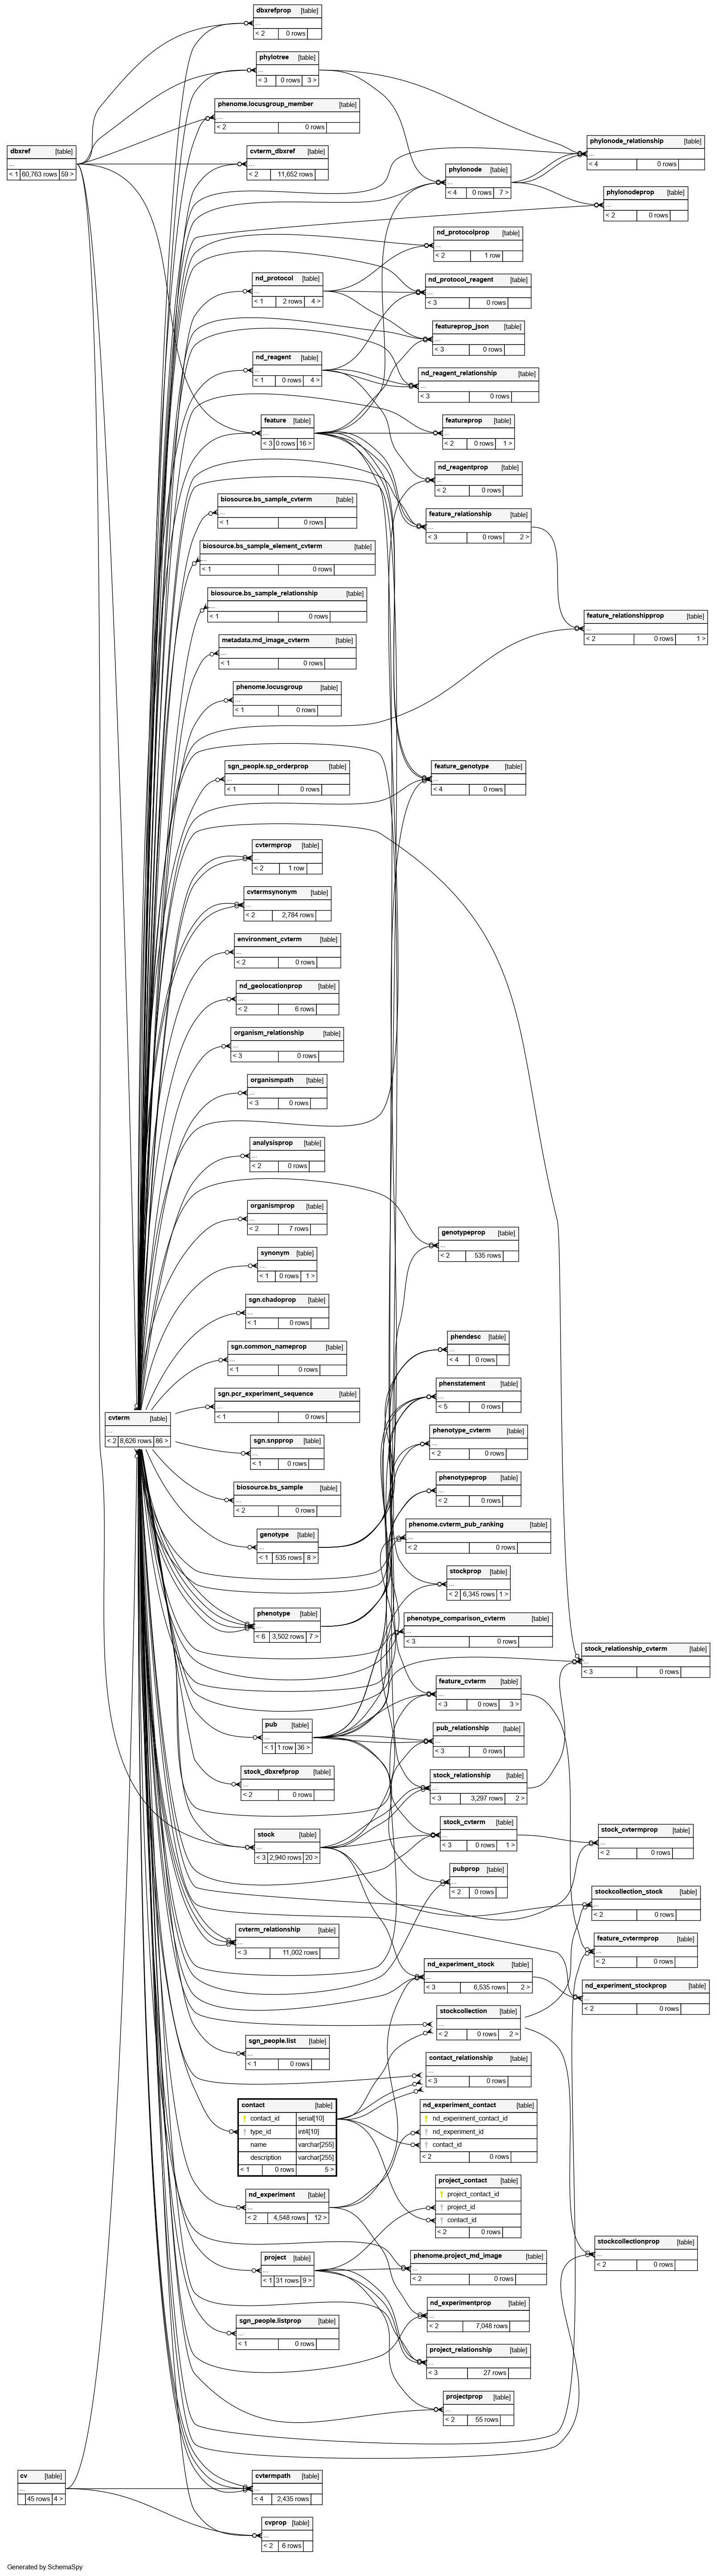 dbxrefprop [table]
...
< 2 0 rows
phylotree [table]
...
< 3 0 rows 3 >
phenome.locusgroup_member [table]
...
< 2 0 rows
dbxref [table]
...
< 1 60,763 rows 59 >
cvterm_dbxref [table]
...
< 2 11,652 rows
phylonode_relationship [table]
...
< 4 0 rows
phylonode [table]
...
< 4 0 rows 7 >
phylonodeprop [table]
...
< 2 0 rows
nd_protocolprop [table]
...
< 2 1 row
nd_protocol [table]
...
< 1 2 rows 4 >
nd_protocol_reagent [table]
...
< 3 0 rows
featureprop_json [table]
...
< 3 0 rows
nd_reagent [table]
...
< 1 0 rows 4 >
nd_reagent_relationship [table]
...
< 3 0 rows
feature [table]
...
< 3 0 rows 16 >
featureprop [table]
...
< 2 0 rows 1 >
nd_reagentprop [table]
...
< 2 0 rows
biosource.bs_sample_cvterm [table]
...
< 1 0 rows
feature_relationship [table]
...
< 3 0 rows 2 >
biosource.bs_sample_element_cvterm [table]
...
< 1 0 rows
biosource.bs_sample_relationship [table]
...
< 1 0 rows
feature_relationshipprop [table]
...
< 2 0 rows 1 >
metadata.md_image_cvterm [table]
...
< 1 0 rows
phenome.locusgroup [table]
...
< 1 0 rows
sgn_people.sp_orderprop [table]
...
< 1 0 rows
feature_genotype [table]
...
< 4 0 rows
cvtermprop [table]
...
< 2 1 row
cvtermsynonym [table]
...
< 2 2,784 rows
environment_cvterm [table]
...
< 2 0 rows
nd_geolocationprop [table]
...
< 2 6 rows
organism_relationship [table]
...
< 3 0 rows
organismpath [table]
...
< 3 0 rows
analysisprop [table]
...
< 2 0 rows
organismprop [table]
...
< 2 7 rows
genotypeprop [table]
...
< 2 535 rows
synonym [table]
...
< 1 0 rows 1 >
sgn.chadoprop [table]
...
< 1 0 rows
sgn.common_nameprop [table]
...
< 1 0 rows
phendesc [table]
...
< 4 0 rows
sgn.pcr_experiment_sequence [table]
...
< 1 0 rows
phenstatement [table]
...
< 5 0 rows
cvterm [table]
...
< 2 8,626 rows 86 >
sgn.snpprop [table]
...
< 1 0 rows
phenotype_cvterm [table]
...
< 2 0 rows
biosource.bs_sample [table]
...
< 2 0 rows
phenotypeprop [table]
...
< 2 0 rows
genotype [table]
...
< 1 535 rows 8 >
phenome.cvterm_pub_ranking [table]
...
< 2 0 rows
stockprop [table]
...
< 2 6,345 rows 1 >
phenotype [table]
...
< 6 3,502 rows 7 >
phenotype_comparison_cvterm [table]
...
< 3 0 rows
stock_relationship_cvterm [table]
...
< 3 0 rows
feature_cvterm [table]
...
< 3 0 rows 3 >
pub [table]
...
< 1 1 row 36 >
pub_relationship [table]
...
< 3 0 rows
stock_dbxrefprop [table]
...
< 2 0 rows
stock_relationship [table]
...
< 3 3,297 rows 2 >
stock [table]
...
< 3 2,940 rows 20 >
stock_cvterm [table]
...
< 3 0 rows 1 >
stock_cvtermprop [table]
...
< 2 0 rows
pubprop [table]
...
< 2 0 rows
stockcollection_stock [table]
...
< 2 0 rows
cvterm_relationship [table]
...
< 3 11,002 rows
feature_cvtermprop [table]
...
< 2 0 rows
nd_experiment_stock [table]
...
< 3 6,535 rows 2 >
nd_experiment_stockprop [table]
...
< 2 0 rows
stockcollection [table]
...
< 2 0 rows 2 >
sgn_people.list [table]
...
< 1 0 rows
contact_relationship [table]
...
< 3 0 rows
contact [table]
contact_id serial[10]
type_id int4[10]
name varchar[255]
description varchar[255]
< 1 0 rows 5 >
nd_experiment_contact [table]
nd_experiment_contact_id
nd_experiment_id
contact_id
< 2 0 rows
project_contact [table]
project_contact_id
project_id
contact_id
< 2 0 rows
nd_experiment [table]
...
< 2 4,548 rows 12 >
stockcollectionprop [table]
...
< 2 0 rows
project [table]
...
< 1 31 rows 9 >
phenome.project_md_image [table]
...
< 2 0 rows
nd_experimentprop [table]
...
< 2 7,048 rows
sgn_people.listprop [table]
...
< 1 0 rows
project_relationship [table]
...
< 3 27 rows
projectprop [table]
...
< 2 55 rows
cv [table]
...
45 rows 4 >
cvtermpath [table]
...
< 4 2,435 rows
cvprop [table]
...
< 2 6 rows
Generated by SchemaSpy